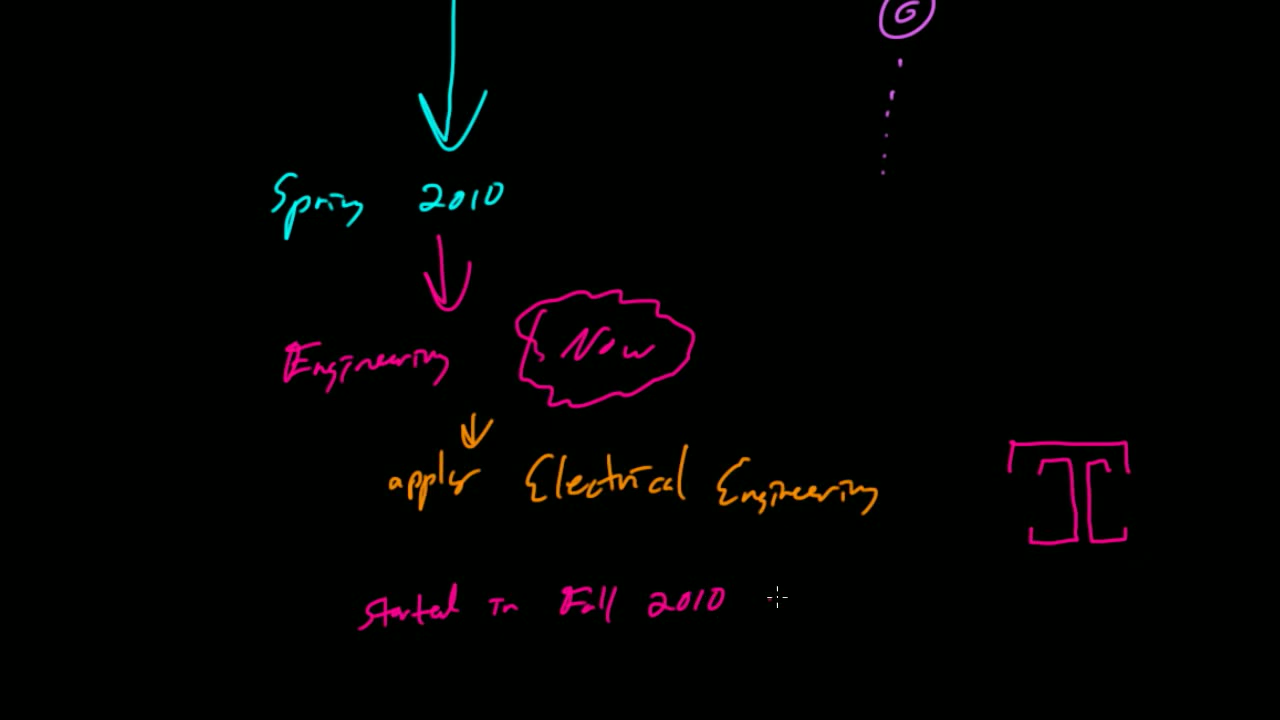 G
Spring 2010
Engineering Now
apply Electrical Engineering
T
started in Fall 2010